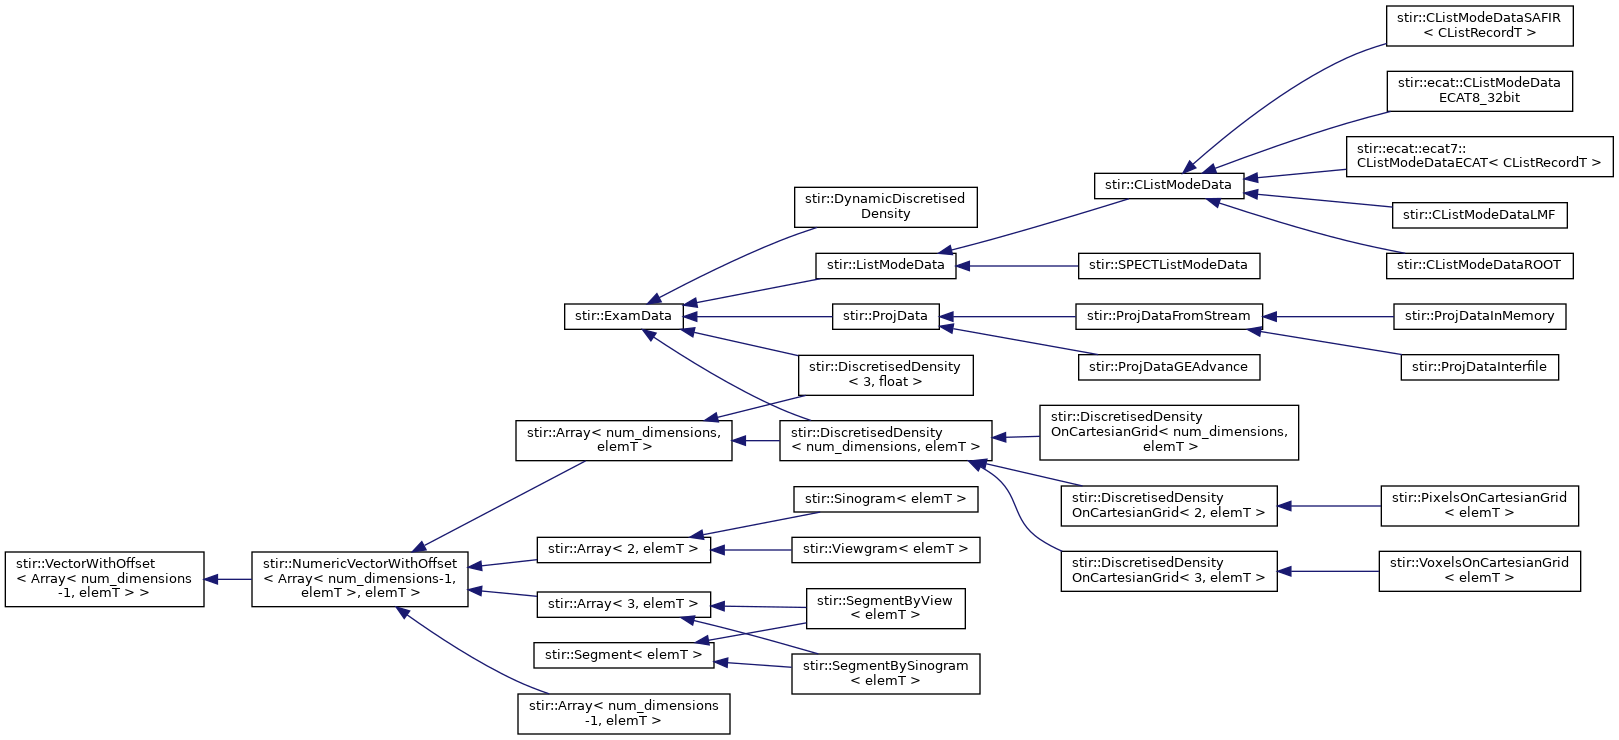 stir::CListModeDataSAFIR
< CListRecordT >
stir::ecat::CListModeData
ECAT8_32bit
stir::ecat::ecat7::
CListModeDataECAT< CListRecordT >
stir::CListModeData
stir::DynamicDiscretised
Density
stir::CListModeDataLMF
stir::ListModeData
stir::SPECTListModeData
stir::CListModeDataROOT
stir::ExamData
stir::ProjData
stir::ProjDataFromStream
stir::ProjDataInMemory
stir::DiscretisedDensity
< 3, float >
stir::ProjDataGEAdvance
stir::ProjDataInterfile
stir::Array< num_dimensions,
elemT >
stir::DiscretisedDensity
< num_dimensions, elemT >
stir::DiscretisedDensity
OnCartesianGrid< num_dimensions,
elemT >
stir::Sinogram< elemT >
stir::DiscretisedDensity
OnCartesianGrid< 2, elemT >
stir::PixelsOnCartesianGrid
< elemT >
stir::VectorWithOffset
< Array< num_dimensions
-1, elemT > >
stir::NumericVectorWithOffset
< Array< num_dimensions-1,
elemT >, elemT >
stir::Array< 2, elemT >
stir::Viewgram< elemT >
stir::DiscretisedDensity
OnCartesianGrid< 3, elemT >
stir::VoxelsOnCartesianGrid
< elemT >
stir::Array< 3, elemT >
stir::SegmentByView
< elemT >
stir::Segment< elemT >
stir::SegmentBySinogram
< elemT >
stir::Array< num_dimensions
-1, elemT >